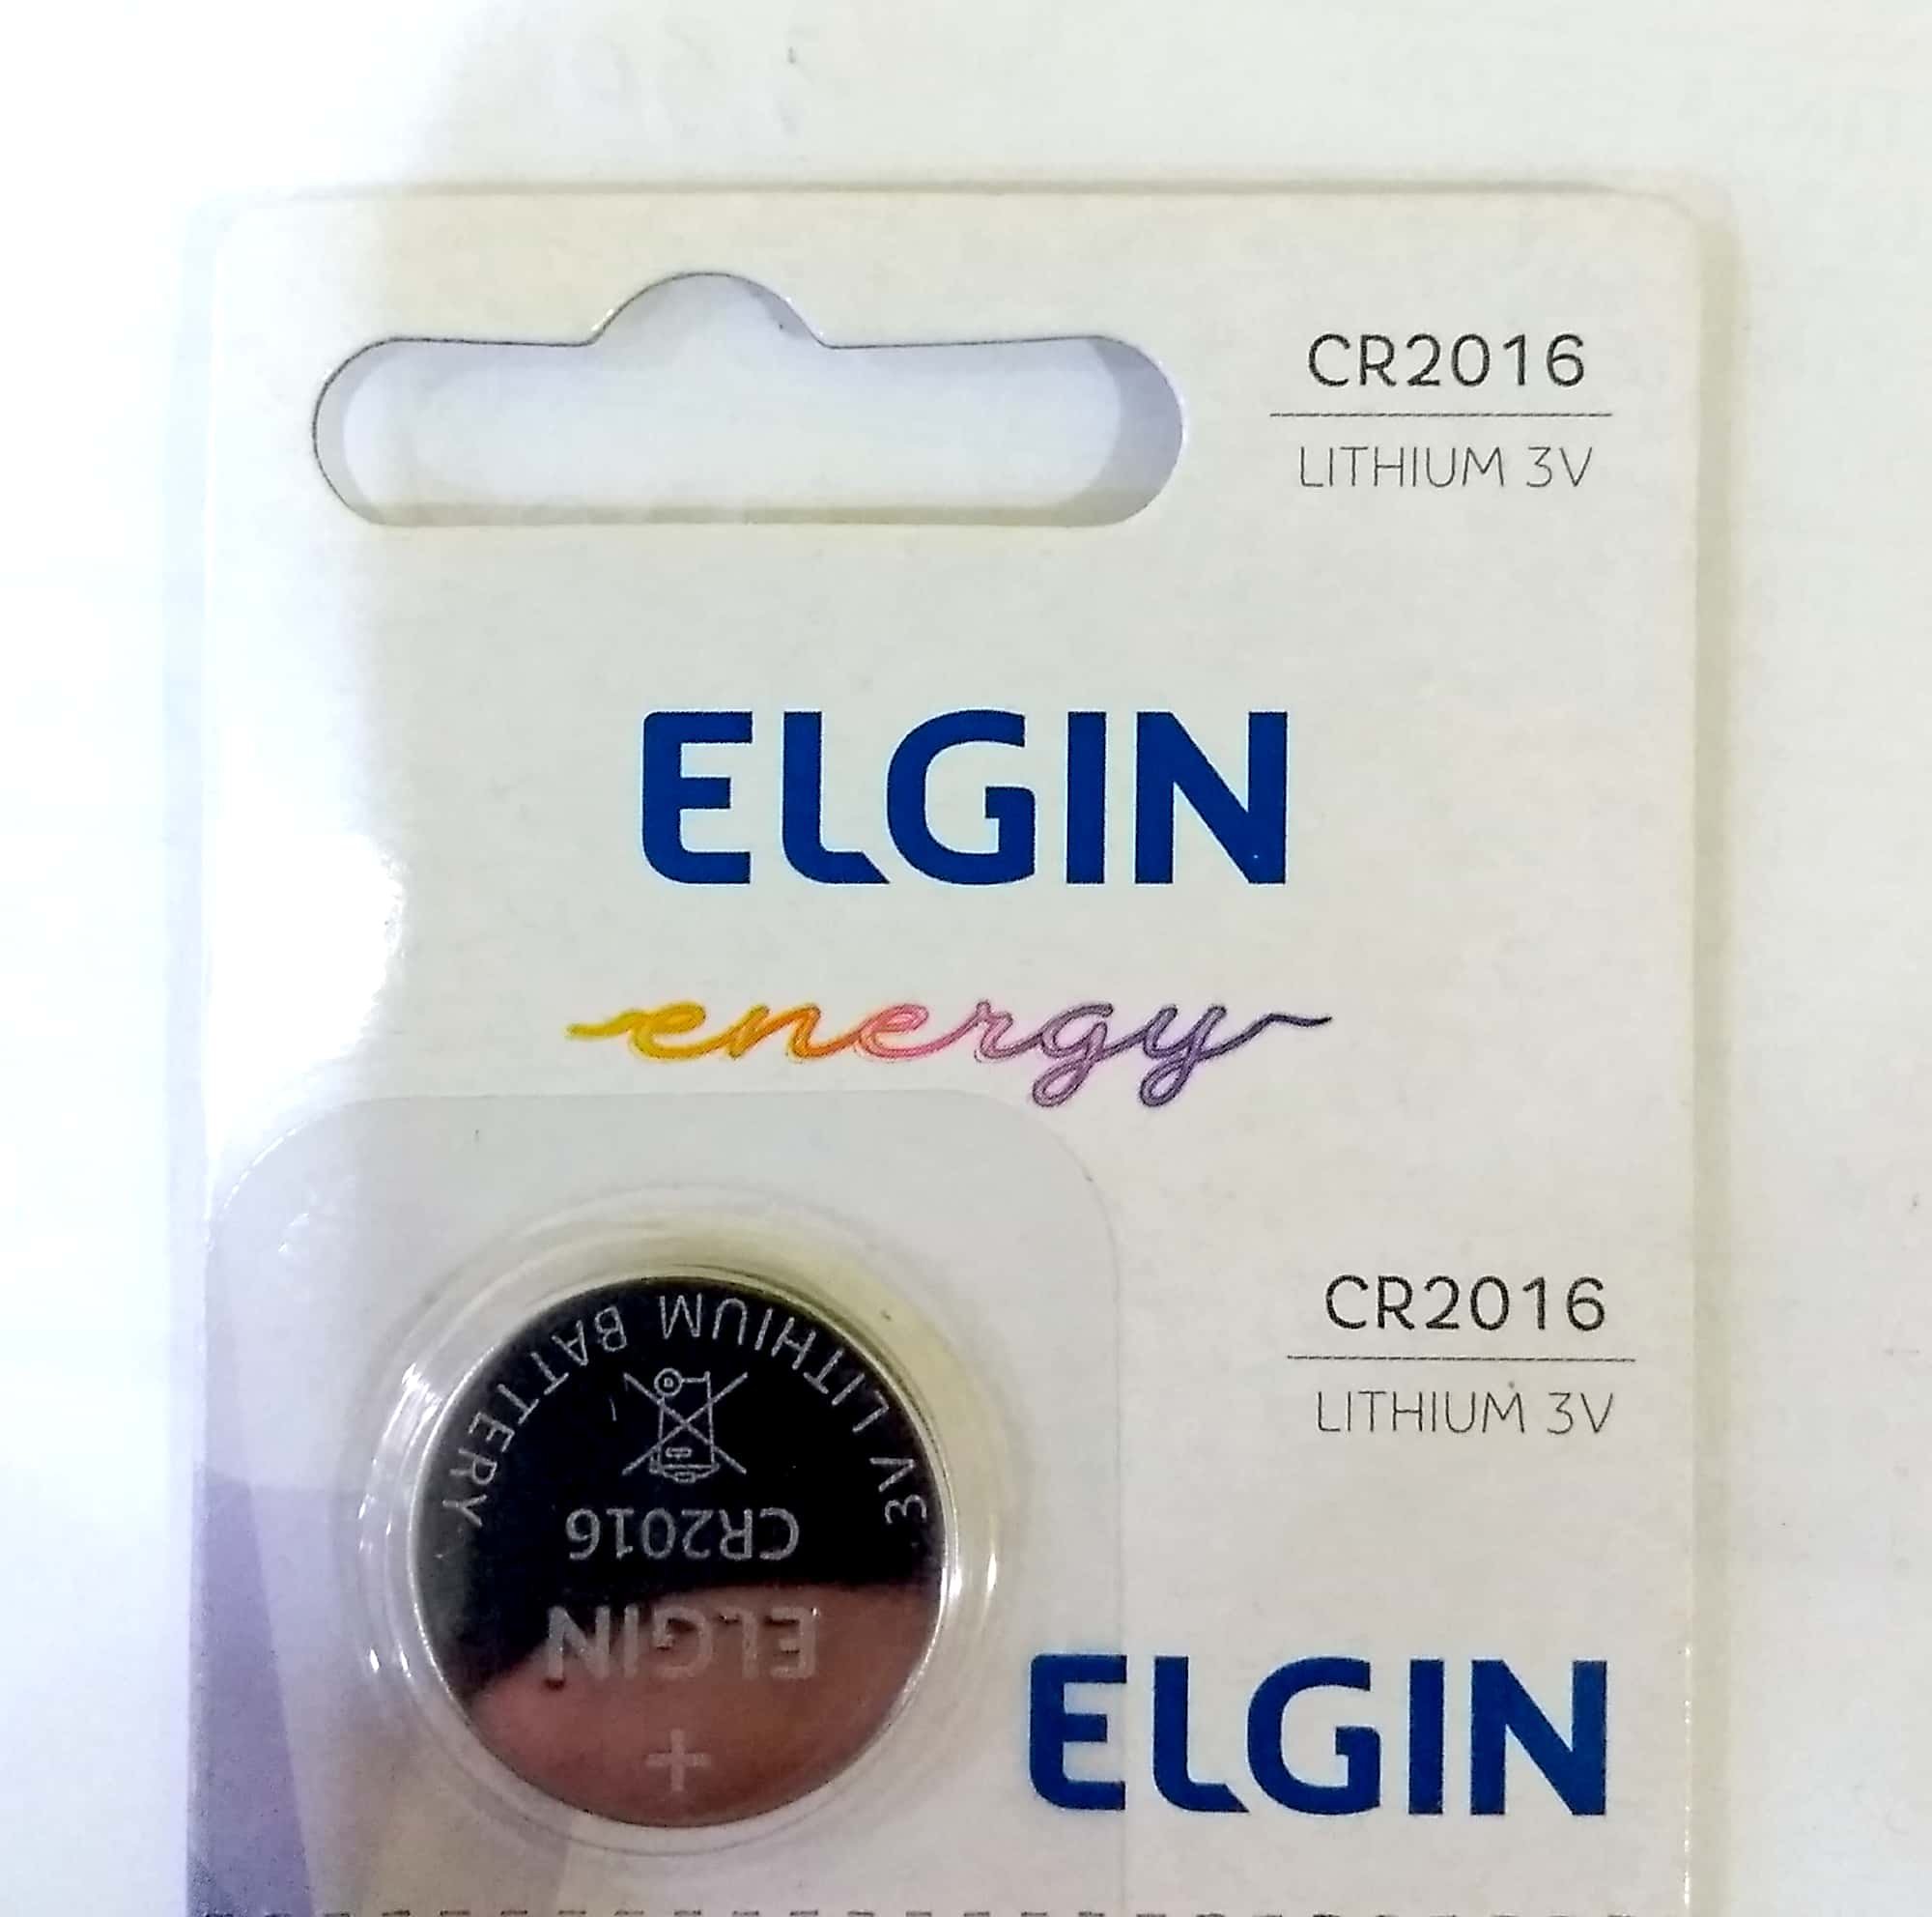 CR2016
LITHIUM 3V
ELGIN
energy
CR2016
LITHIUM 3V
ELGIN
+
ELGIN
CR2016
3V LITHIUM BATTERY